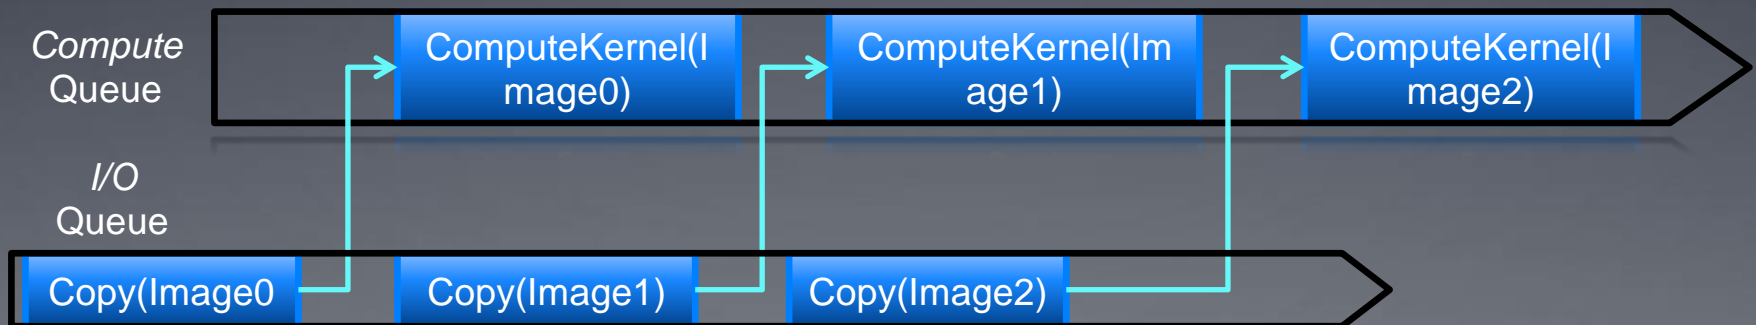 Compute
Queue
ComputeKernel(I
mage0)
ComputeKernel(Im
age1)
ComputeKernel(I
mage2)
I/O
Queue
Copy(Image0
Copy(Image1)
Copy(Image2)